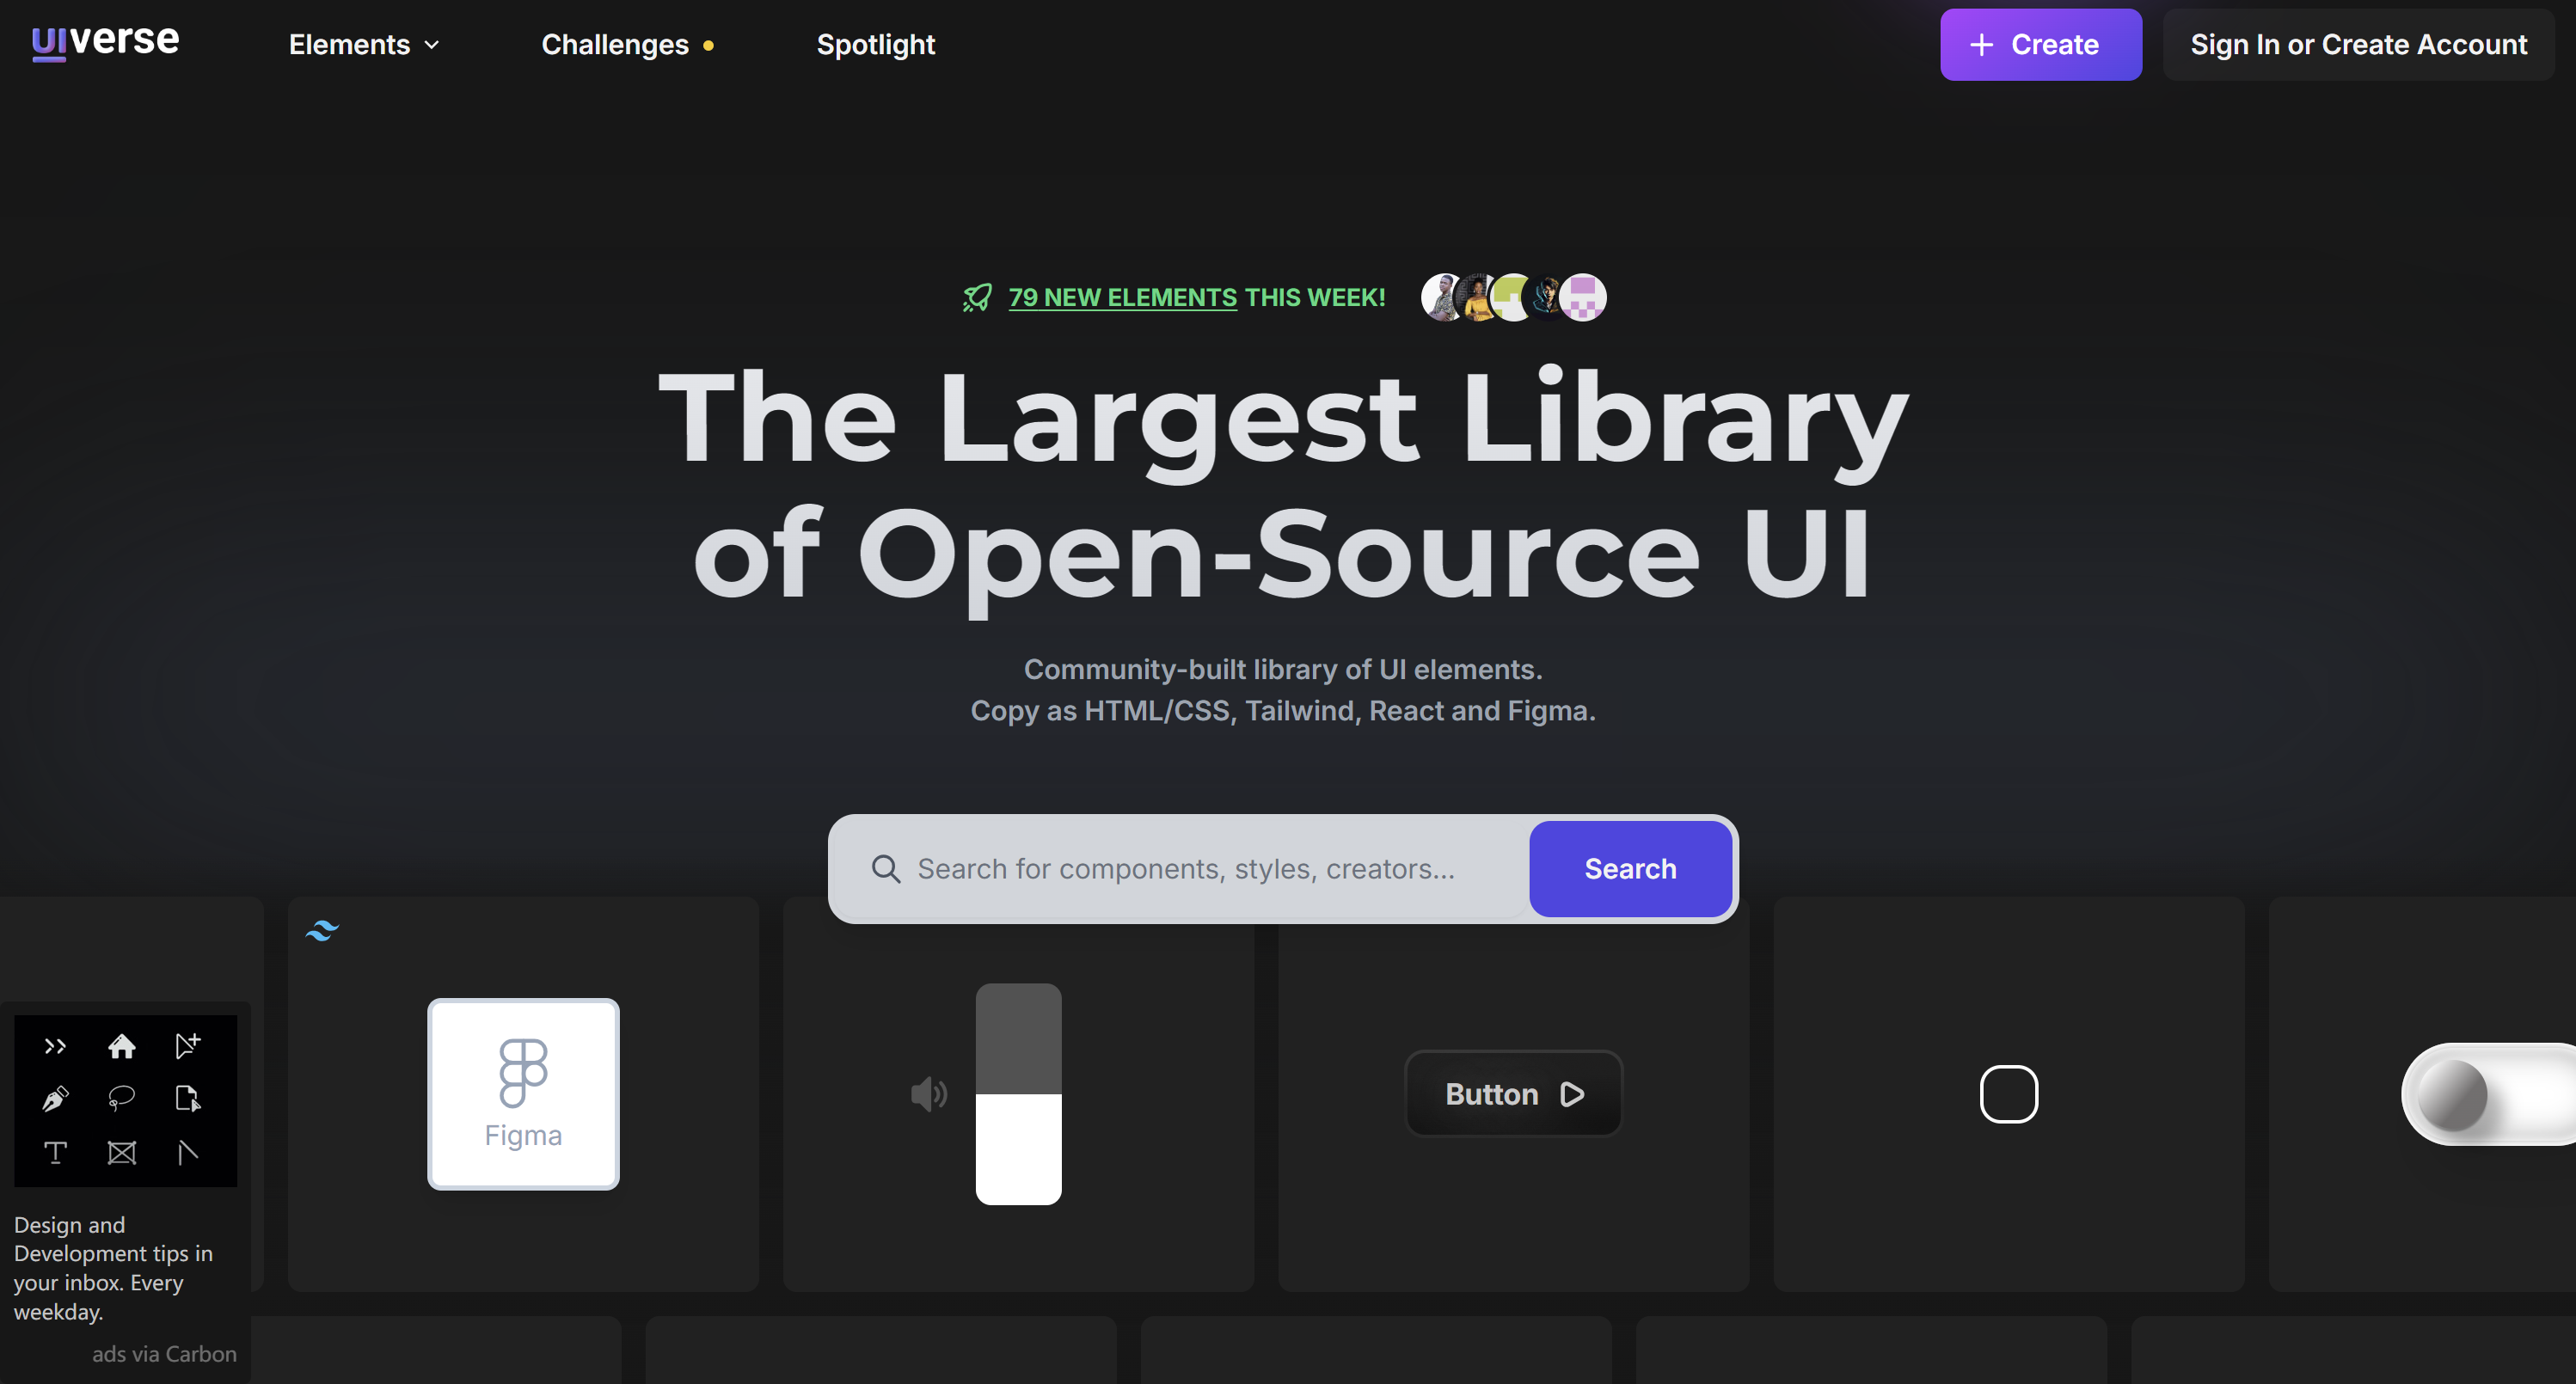 uiverse
Elements
Challenges
Spotlight
Create
Sign In or Create Account
79 NEW ELEMENTS THIS WEEK!
The Largest Library
of Open-Source UI
Community-built library of UI elements.
Copy as HTML/CSS, Tailwind, React and Figma.
Search for components, styles, creators...
Search
Figma
Button
Design and
Development tips in
your inbox. Every
weekday.
ads via Carbon